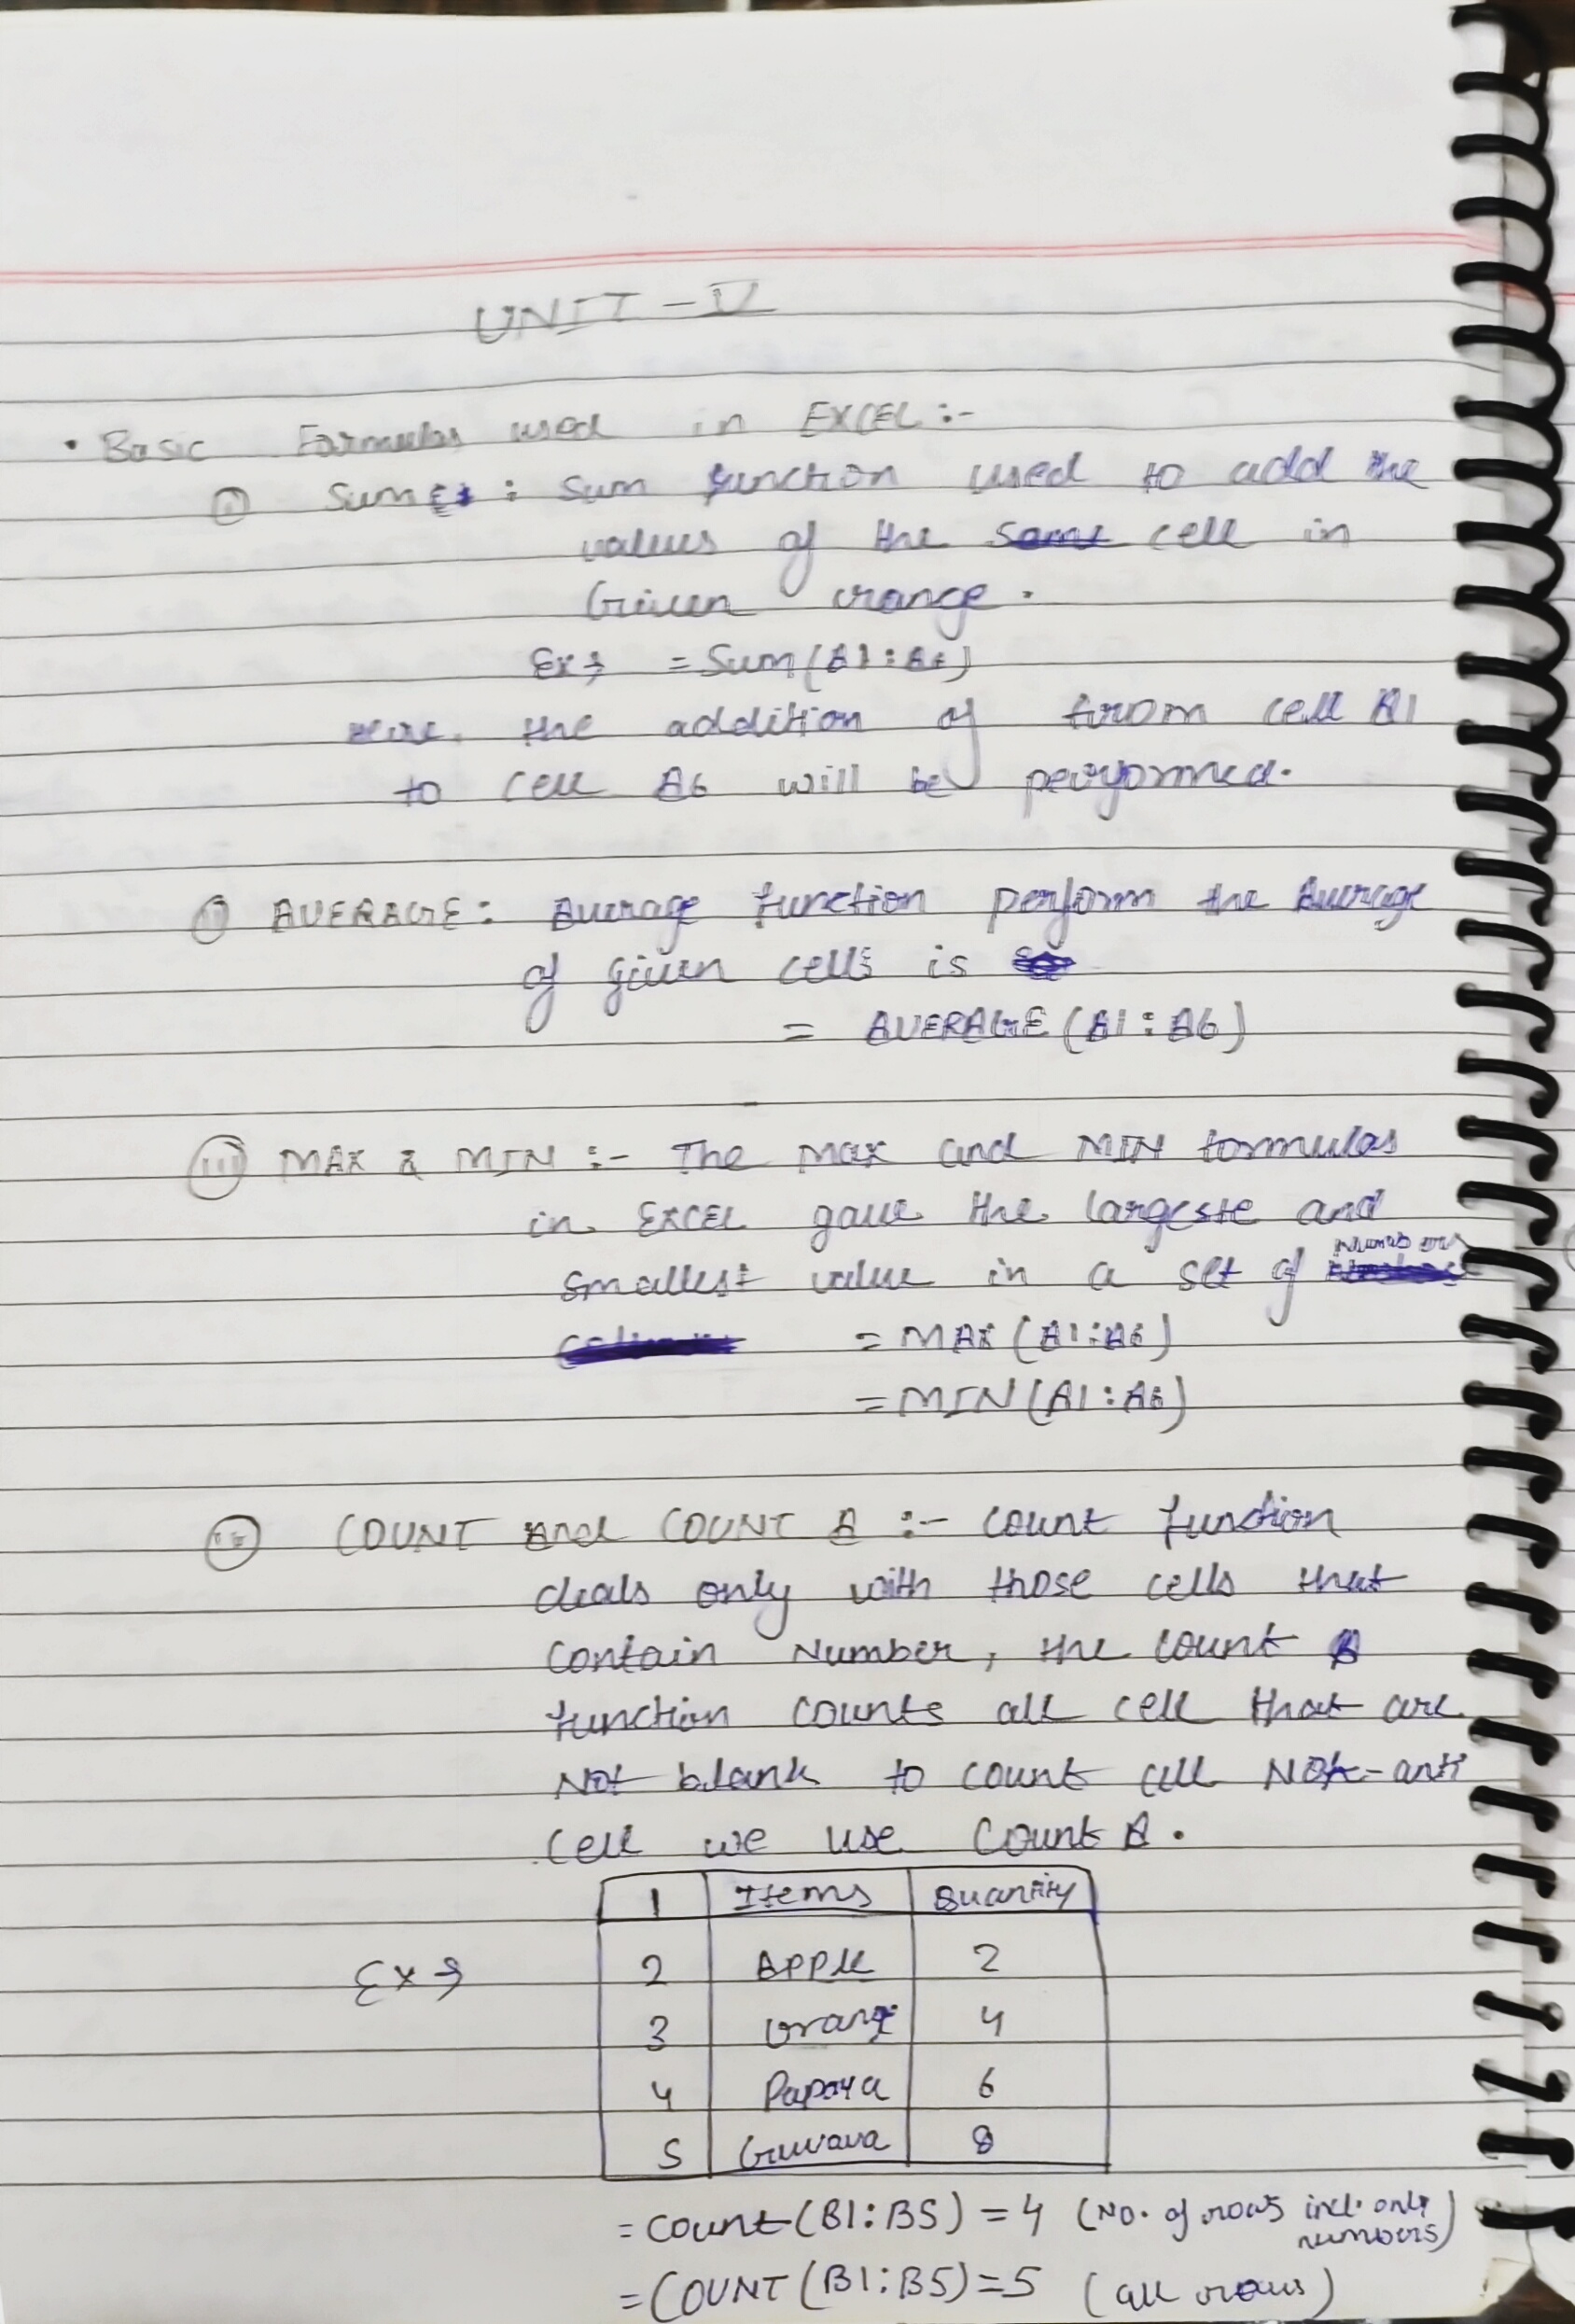 UNIT - V
• Basic Formulas used in EXCEL :-
① Sum : Sum function used to add the
values of the same cell in
Given range.
Ex → = Sum (A1 : A6)
the addition of from cell A1
to cell A6 will be performed.
② AVERAGE : Average function perform the Average
of given cells is
= AVERAGE (A1 : A6)
(iii) MAX & MIN :- The max and MIN formulas
in EXCEL gave the largeste and
smallest value in a set of numbers
= MAX (A1 : A6)
= MIN (A1 : A6)
(iv) COUNT and COUNT A :- Count function
deals only with those cells that
contain Number, the count A
function counts all cell that are
Not blank to count cell Not-
cell we use Count A.
1 Items Quantity
Ex →
2 Apple 2
3 Orange 4
4 Papaya 6
5 Guvava 8
= Count (B1 : B5) = 4 (No. of rows incl. only
numbers)
= COUNT (B1 : B5) = 5 (all rows)